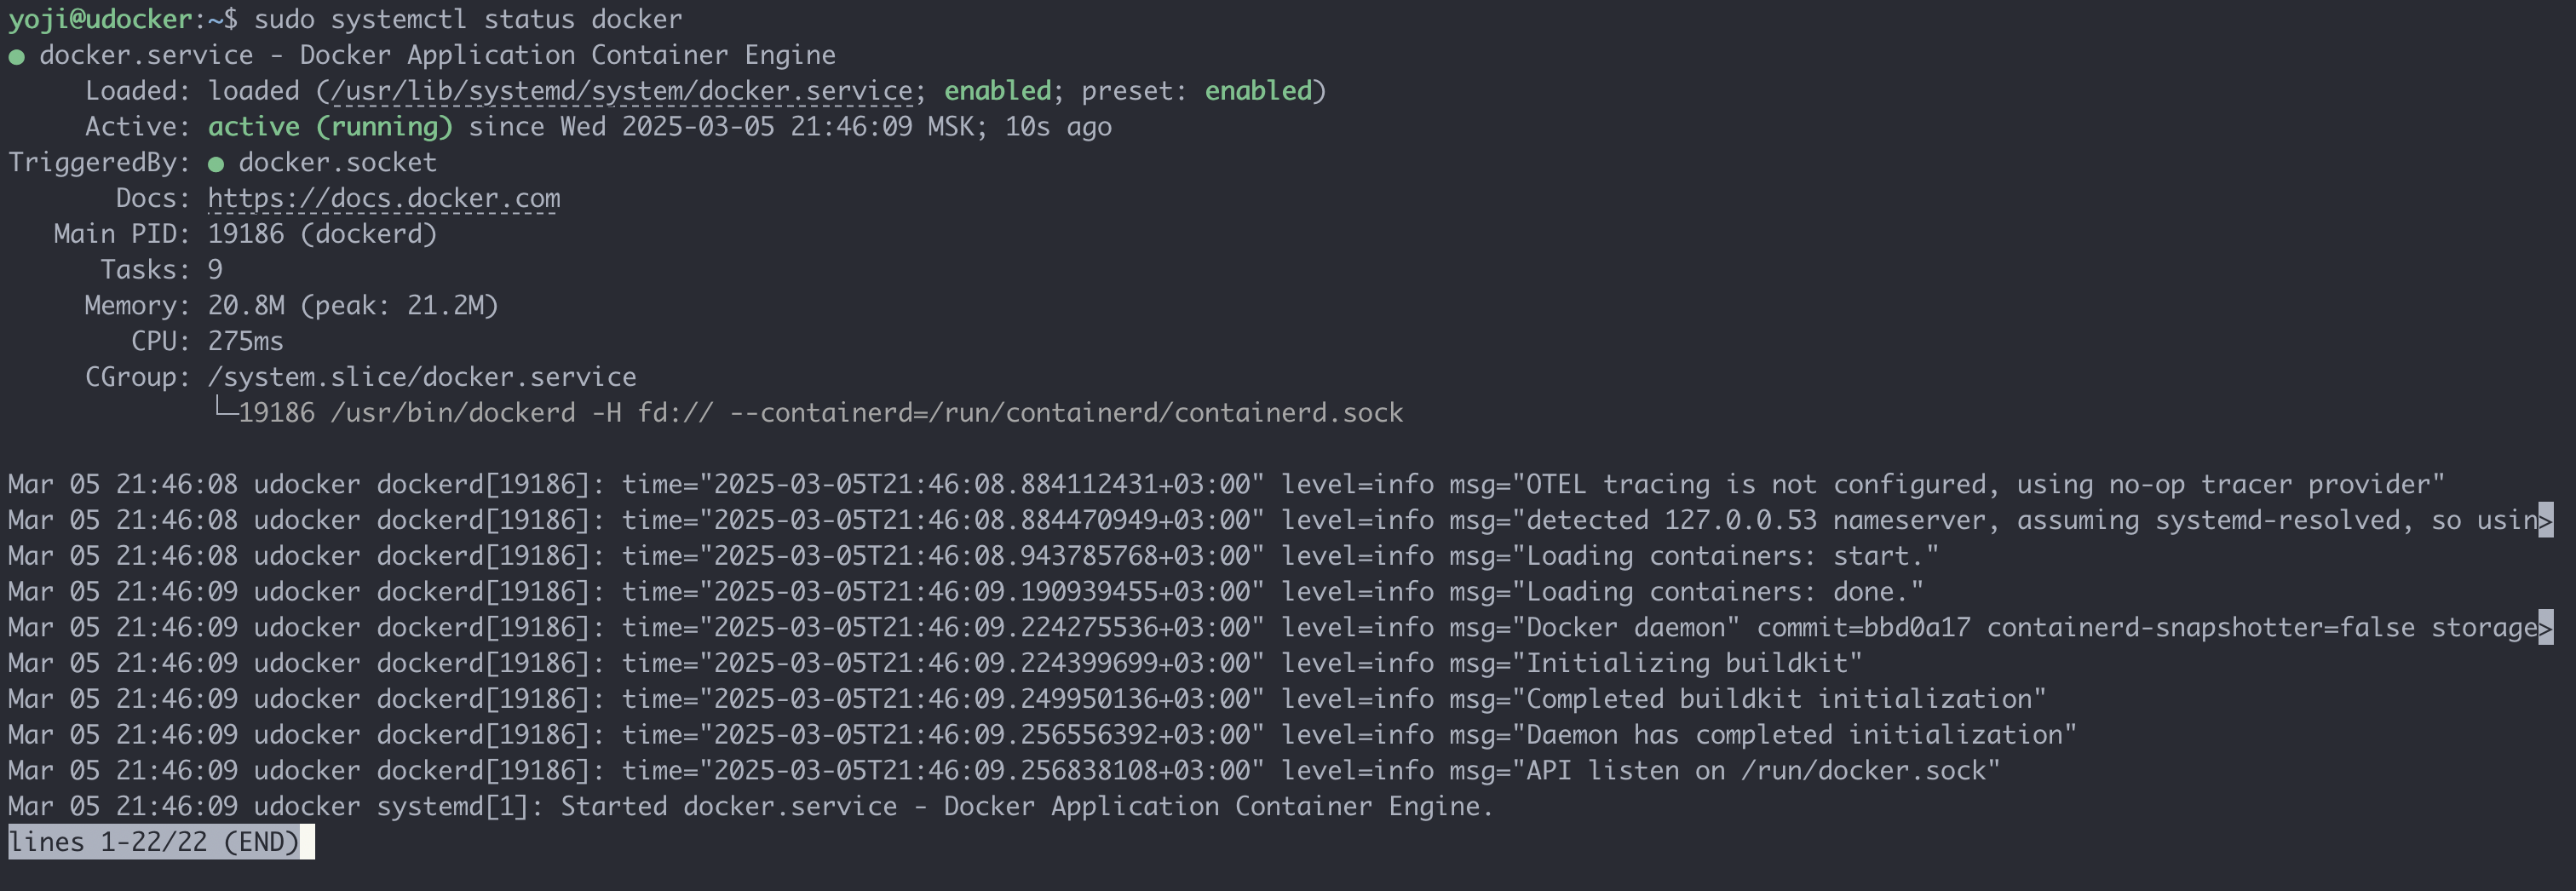 yoji@udocker:~$ sudo systemctl status docker
● docker.service - Docker Application Container Engine
     Loaded: loaded (/usr/lib/systemd/system/docker.service; enabled; preset: enabled)
     Active: active (running) since Wed 2025-03-05 21:46:09 MSK; 10s ago
TriggeredBy: ● docker.socket
       Docs: https://docs.docker.com
   Main PID: 19186 (dockerd)
      Tasks: 9
     Memory: 20.8M (peak: 21.2M)
        CPU: 275ms
     CGroup: /system.slice/docker.service
             └─19186 /usr/bin/dockerd -H fd:// --containerd=/run/containerd/containerd.sock

Mar 05 21:46:08 udocker dockerd[19186]: time="2025-03-05T21:46:08.884112431+03:00" level=info msg="OTEL tracing is not configured, using no-op tracer provider"
Mar 05 21:46:08 udocker dockerd[19186]: time="2025-03-05T21:46:08.884470949+03:00" level=info msg="detected 127.0.0.53 nameserver, assuming systemd-resolved, so usin>
Mar 05 21:46:08 udocker dockerd[19186]: time="2025-03-05T21:46:08.943785768+03:00" level=info msg="Loading containers: start."
Mar 05 21:46:09 udocker dockerd[19186]: time="2025-03-05T21:46:09.190939455+03:00" level=info msg="Loading containers: done."
Mar 05 21:46:09 udocker dockerd[19186]: time="2025-03-05T21:46:09.224275536+03:00" level=info msg="Docker daemon" commit=bbd0a17 containerd-snapshotter=false storage>
Mar 05 21:46:09 udocker dockerd[19186]: time="2025-03-05T21:46:09.224399699+03:00" level=info msg="Initializing buildkit"
Mar 05 21:46:09 udocker dockerd[19186]: time="2025-03-05T21:46:09.249950136+03:00" level=info msg="Completed buildkit initialization"
Mar 05 21:46:09 udocker dockerd[19186]: time="2025-03-05T21:46:09.256556392+03:00" level=info msg="Daemon has completed initialization"
Mar 05 21:46:09 udocker dockerd[19186]: time="2025-03-05T21:46:09.256838108+03:00" level=info msg="API listen on /run/docker.sock"
Mar 05 21:46:09 udocker systemd[1]: Started docker.service - Docker Application Container Engine.
lines 1-22/22 (END)